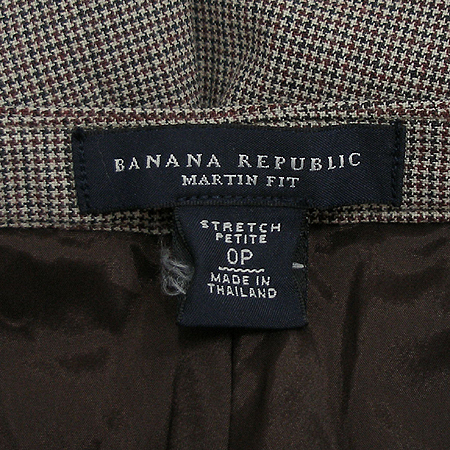 BANANA REPUBLIC
MARTIN FIT
STRETCH
PETITE
0P
MADE IN
THAILAND